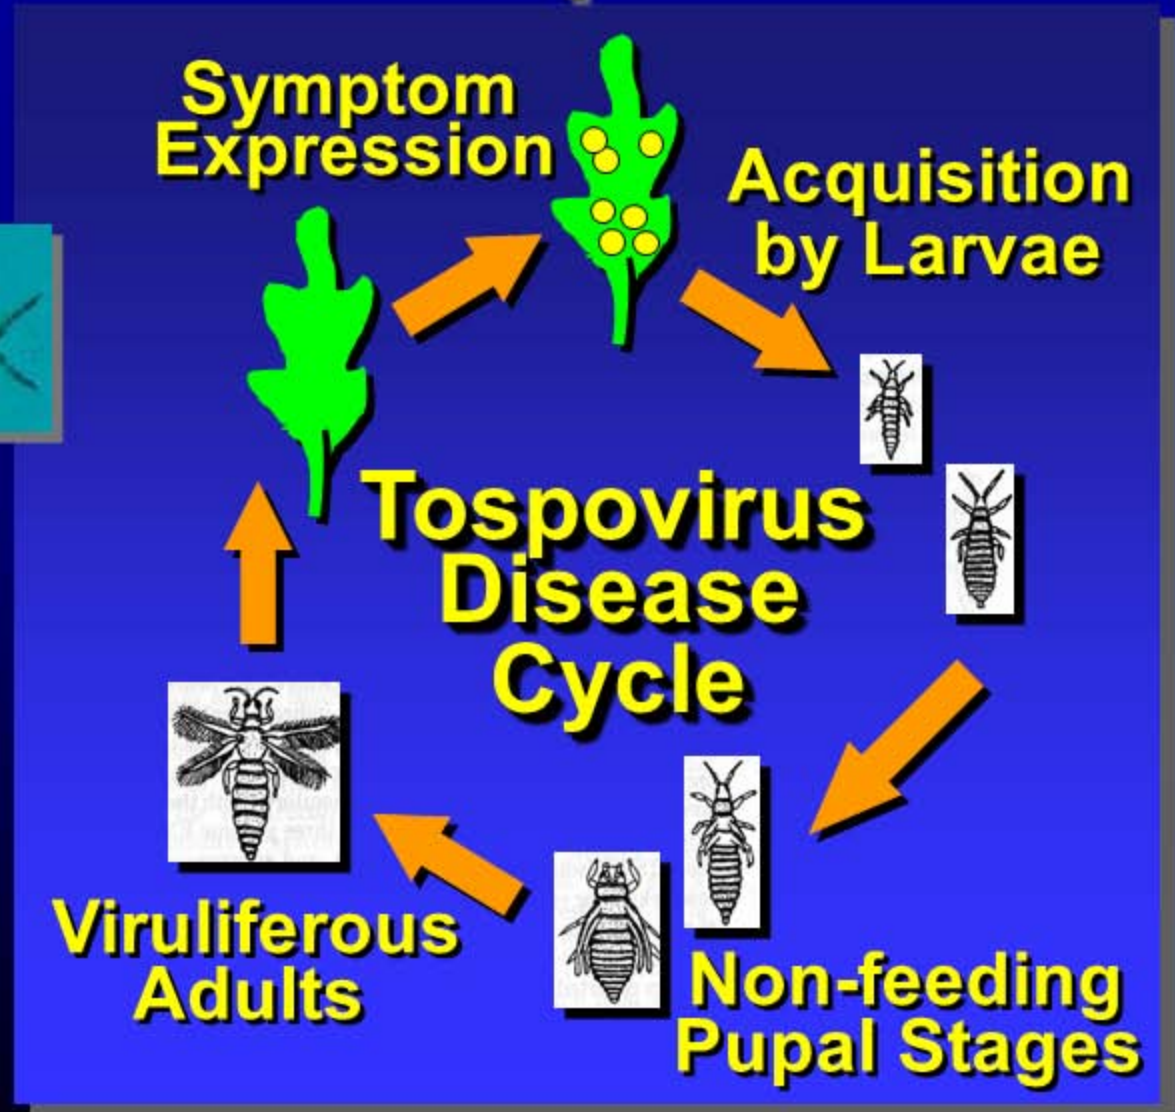 Symptom
Expression
Acquisition
by Larvae
Tospovirus
Disease
Cycle
Viruliferous
Adults
Non-feeding
Pupal Stages